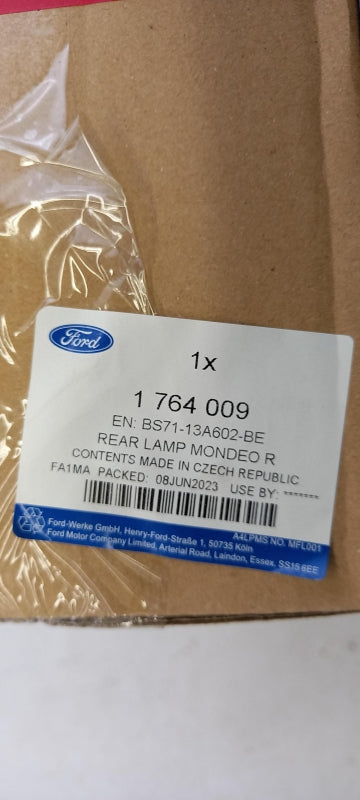 Ford
1x
1 764 009
EN: BS71-13A602-BE
REAR LAMP MONDEO R
CONTENTS MADE IN CZECH REPUBLIC
FA1MA PACKED: 08JUN2023 USE BY: -------
A4LPMS NO. MFL001
Ford-Werke GmbH, Henry-Ford-Straße 1, 50735 Köln
Ford Motor Company Limited, Arterial Road, Laindon, Essex. SS15 6EE